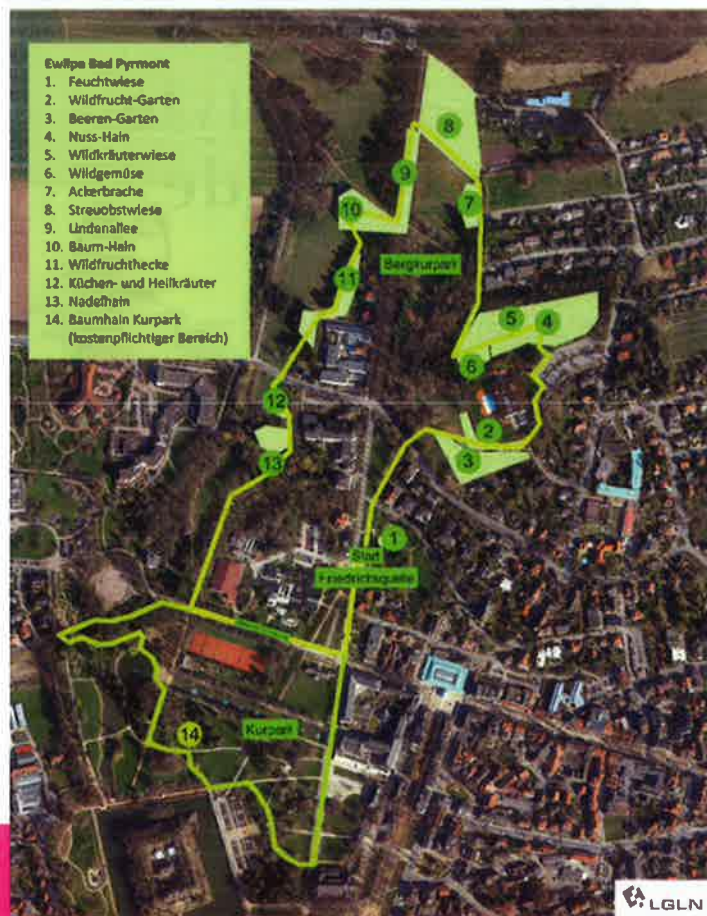 Ewilpa Bad Pyrmont
1. Feuchtwiese
2. Wildfrucht-Garten
3. Beeren-Garten
4. Nuss-Hain
5. Wildkräuterwiese
6. Wildgemüse
7. Ackerbrache
8. Streuobstwiese
9. Lindenallee
10. Baum-Hain
11. Wildfruchthecke
12. Küchen- und Heilkräuter
13. Nadelhain
14. Baumhain Kurpark
(kostenpflichtiger Bereich)
8
9
10
7
Bergkurpark
11
5
4
6
12
2
3
13
1
Start
Friedrichsquelle
14
Kurpark
LGLN